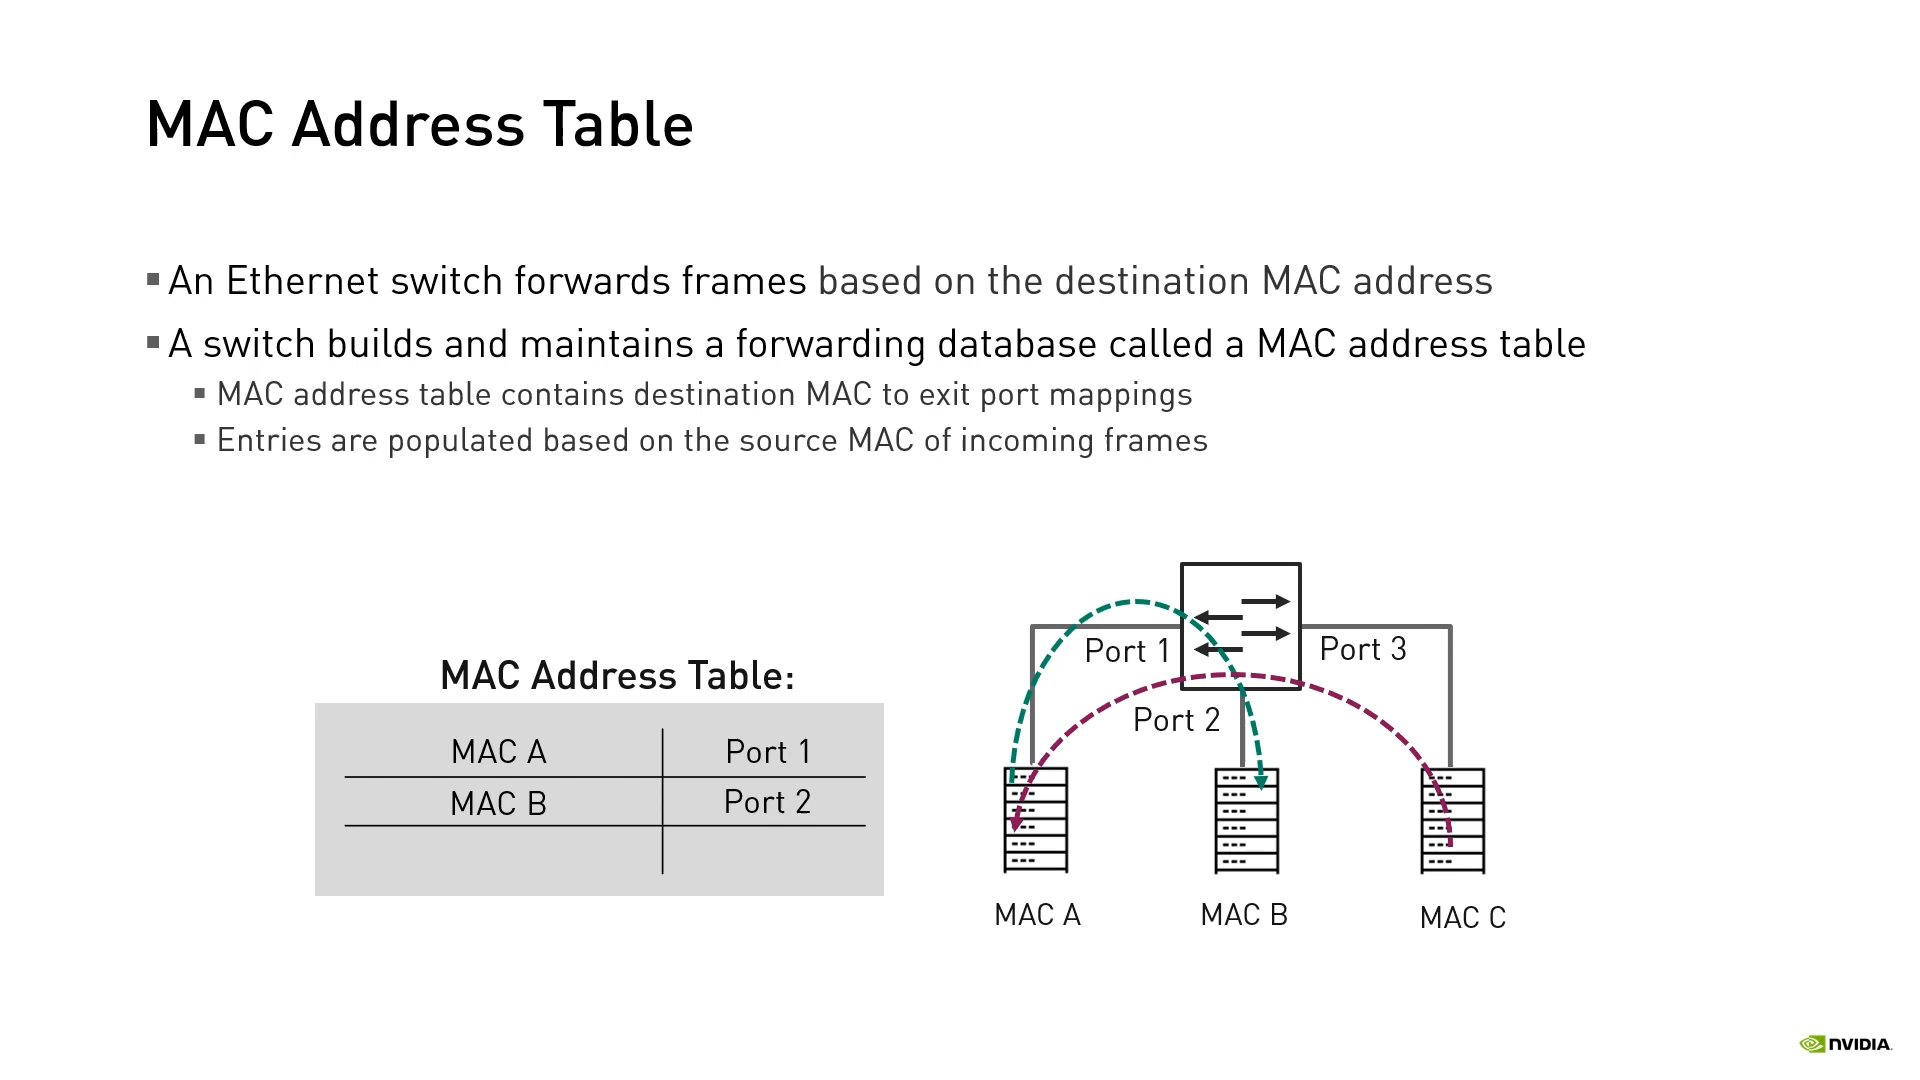 MAC Address Table
An Ethernet switch forwards frames based on the destination MAC address
A switch builds and maintains a forwarding database called a MAC address table
MAC address table contains destination MAC to exit port mappings
Entries are populated based on the source MAC of incoming frames
MAC Address Table:
MAC A Port 1
MAC B Port 2
Port 1
Port 3
Port 2
MAC A
MAC B
MAC C
NVIDIA.